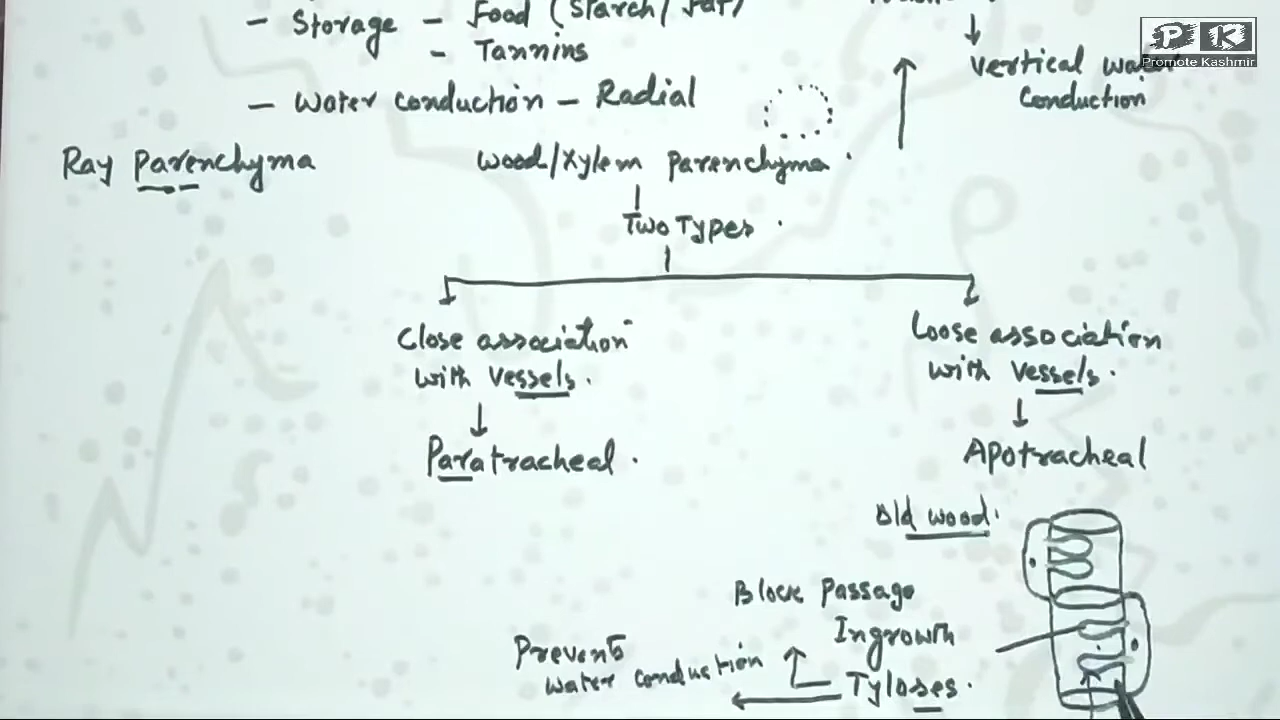 - Storage - Food (Starch/Fat)
- Tannins
- Water conduction - Radial
Vertical water
Conduction
PK
Promote Kashmir
Ray Parenchyma
Wood/Xylem Parenchyma
Two Types
Close association
with vessels.
Paratracheal.
Loose association
with vessels.
Apotracheal
Old wood.
Block Passage
Ingrowth
Tyloses.
Prevents
water conduction